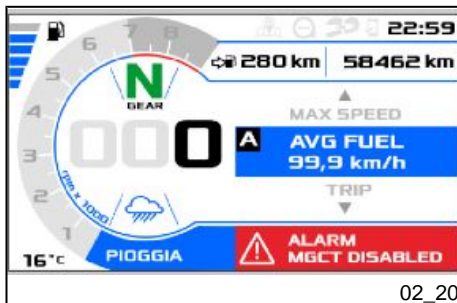 22:59
280 km 58462 km
8
7
6
5
4
3
2
1
rpm x 1000
N
GEAR
000
MAX SPEED
A AVG FUEL
99,9 km/h
TRIP
16°C PIOGGIA
ALARM
MGCT DISABLED
02_20